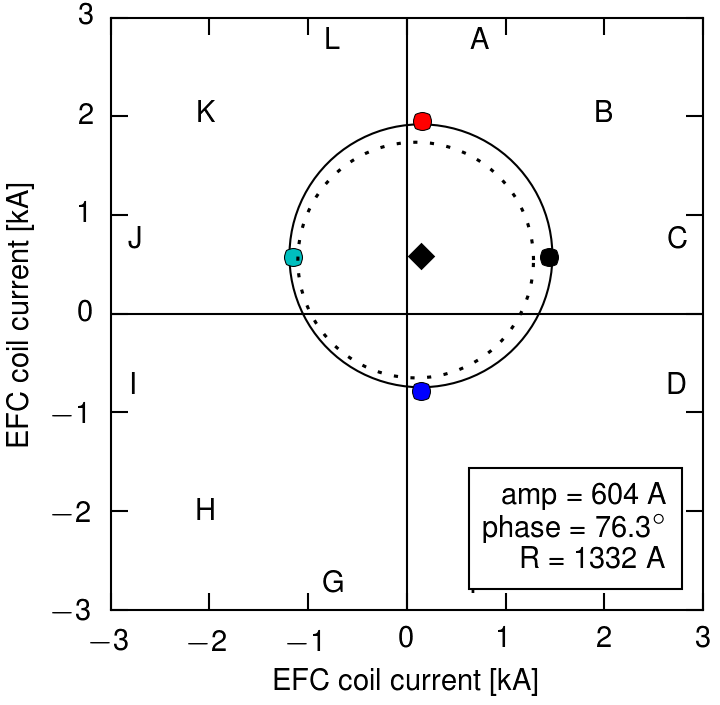 3
L
A
K
B
2
1
J
C
0
I
D
−1
EFC coil current [kA]
−2
H
amp = 604 A
phase = 76.3°
R = 1332 A
G
−3
−3 −2 −1 0 1 2 3
EFC coil current [kA]